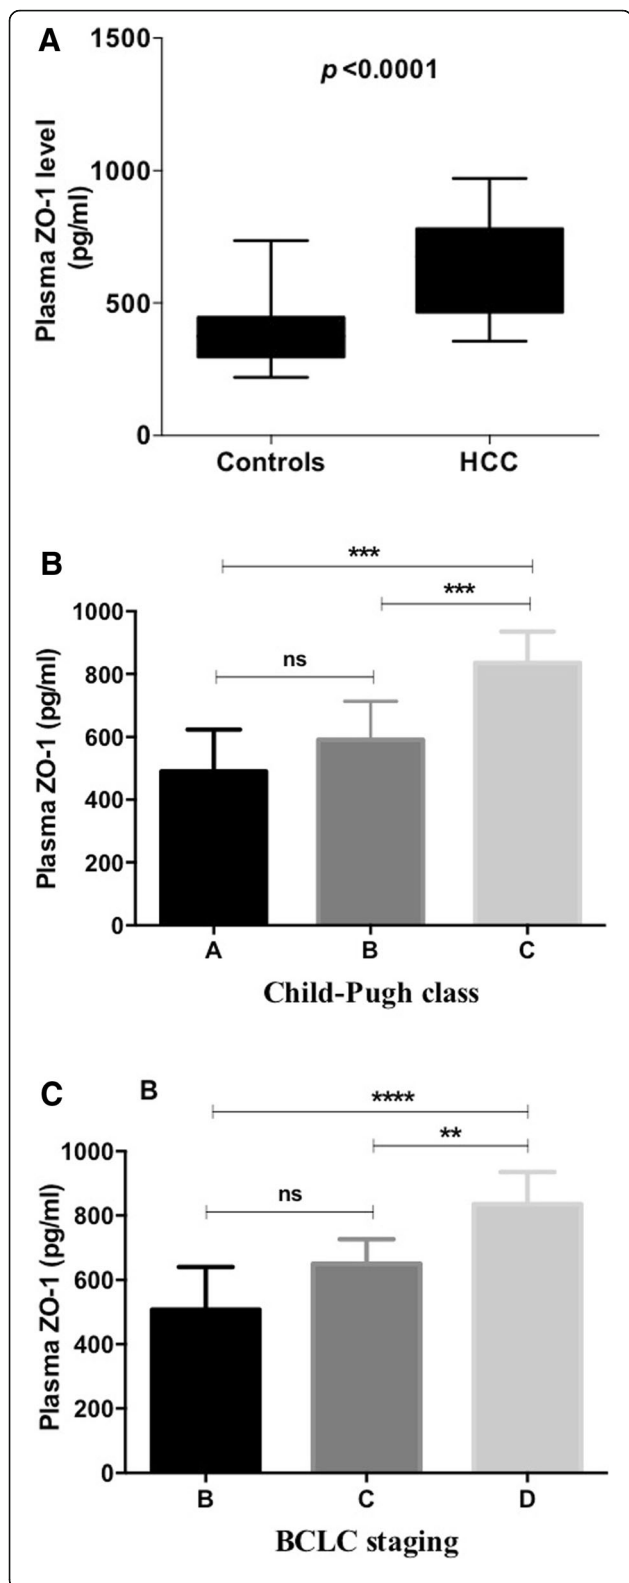 A
1500
p <0.0001
Plasma ZO-1 level
(pg/ml)
1000
500
0
Controls HCC
B
***
***
ns
Plasma ZO-1 (pg/ml)
1000
800
600
400
200
0
A B C
Child-Pugh class
C B
****
**
ns
Plasma ZO-1 (pg/ml)
1000
800
600
400
200
0
B C D
BCLC staging